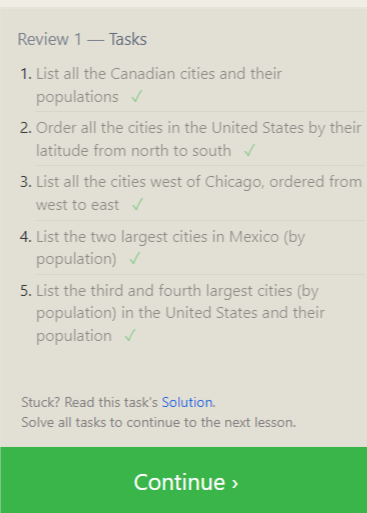 Review 1 — Tasks
1. List all the Canadian cities and their
populations ✓
2. Order all the cities in the United States by their
latitude from north to south ✓
3. List all the cities west of Chicago, ordered from
west to east ✓
4. List the two largest cities in Mexico (by
population) ✓
5. List the third and fourth largest cities (by
population) in the United States and their
population ✓
Stuck? Read this task's Solution.
Solve all tasks to continue to the next lesson.
Continue ›